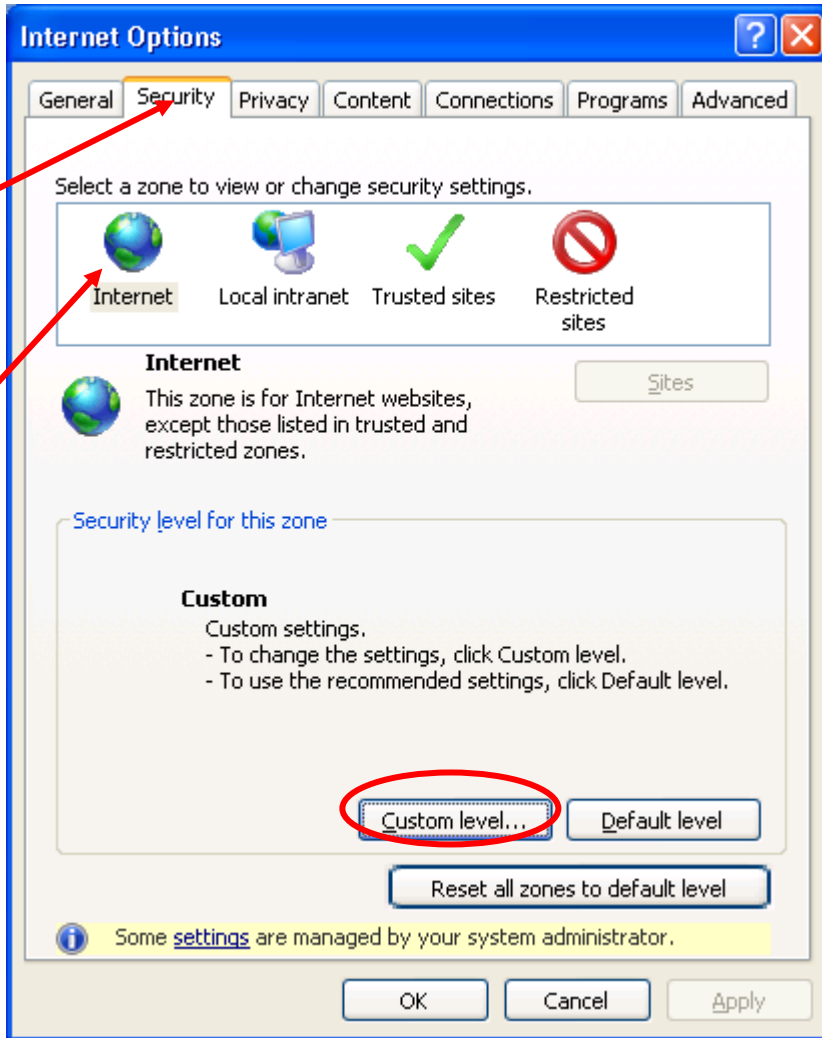 Internet Options
General Security Privacy Content Connections Programs Advanced
Select a zone to view or change security settings.
Internet Local intranet Trusted sites Restricted
sites
Internet
Sites
This zone is for Internet websites,
except those listed in trusted and
restricted zones.
Security level for this zone
Custom
Custom settings.
- To change the settings, click Custom level.
- To use the recommended settings, click Default level.
Custom level... Default level
Reset all zones to default level
Some settings are managed by your system administrator.
OK Cancel Apply